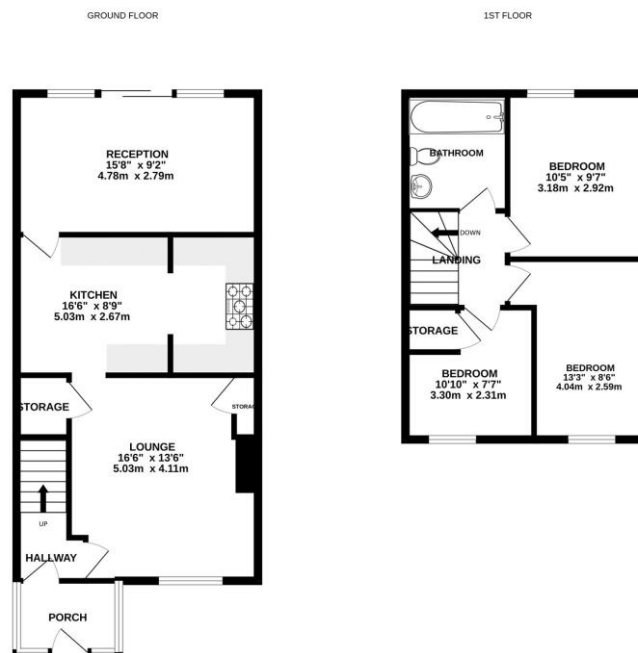 GROUND FLOOR
RECEPTION
15'8" x 9'2"
4.78m x 2.79m
KITCHEN
16'6" x 8'9"
5.03m x 2.67m
STORAGE
STORAGE
LOUNGE
16'6" x 13'6"
5.03m x 4.11m
UP
HALLWAY
PORCH
1ST FLOOR
BATHROOM
BEDROOM
10'5" x 9'7"
3.18m x 2.92m
DOWN
LANDING
STORAGE
BEDROOM
10'10" x 7'7"
3.30m x 2.31m
BEDROOM
13'3" x 8'6"
4.04m x 2.59m